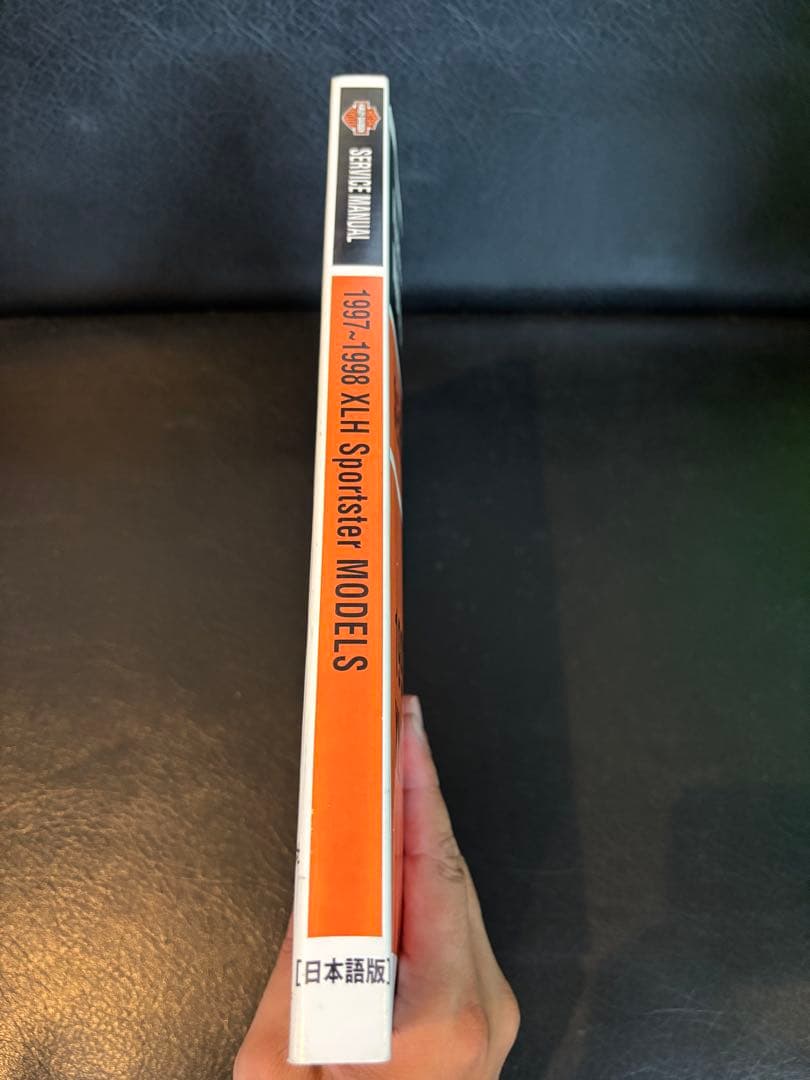 SERVICE MANUAL
1997~1998 XLH Sportster MODELS
[日本語版]